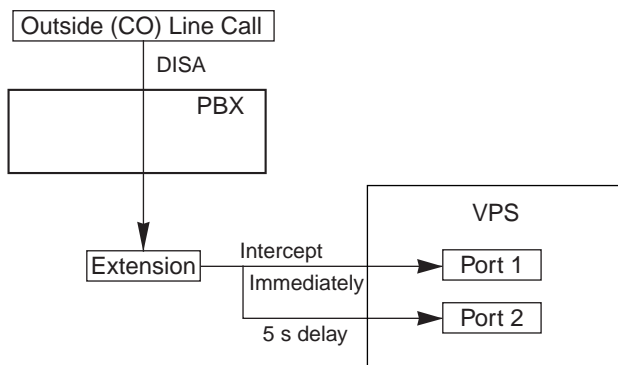 Outside (CO) Line Call
DISA
PBX
VPS
Extension
Intercept
Immediately
5 s delay
Port 1
Port 2